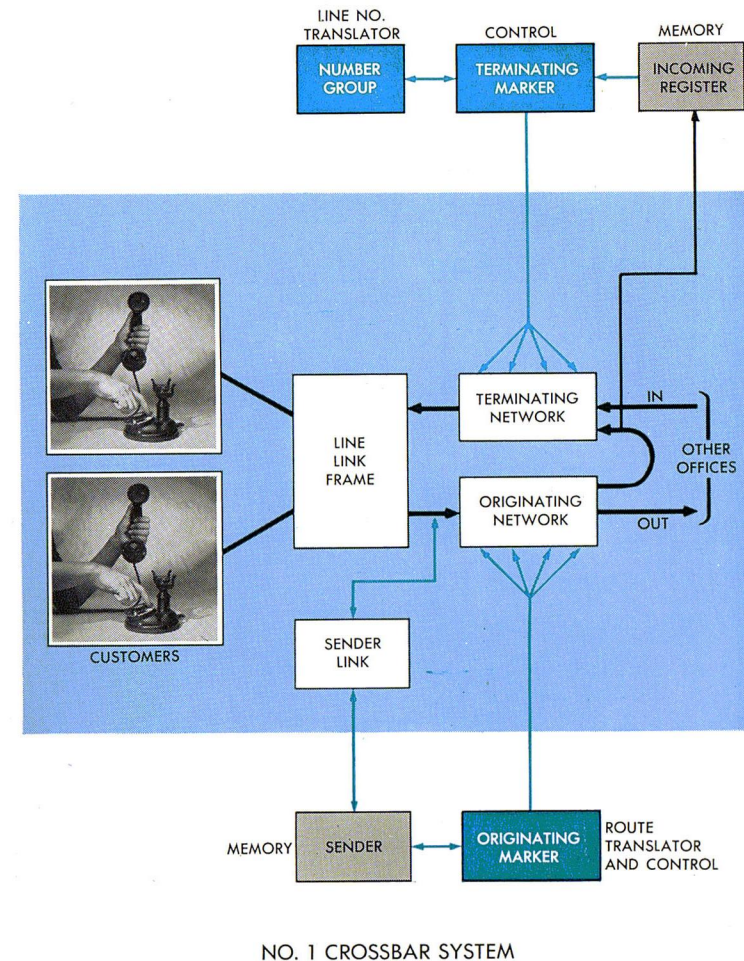 LINE NO.
TRANSLATOR
NUMBER
GROUP
CONTROL
TERMINATING
MARKER
MEMORY
INCOMING
REGISTER
TERMINATING
NETWORK
IN
LINE
LINK
FRAME
OTHER
OFFICES
ORIGINATING
NETWORK
OUT
CUSTOMERS
SENDER
LINK
MEMORY
SENDER
ORIGINATING
MARKER
ROUTE
TRANSLATOR
AND CONTROL
NO. 1 CROSSBAR SYSTEM